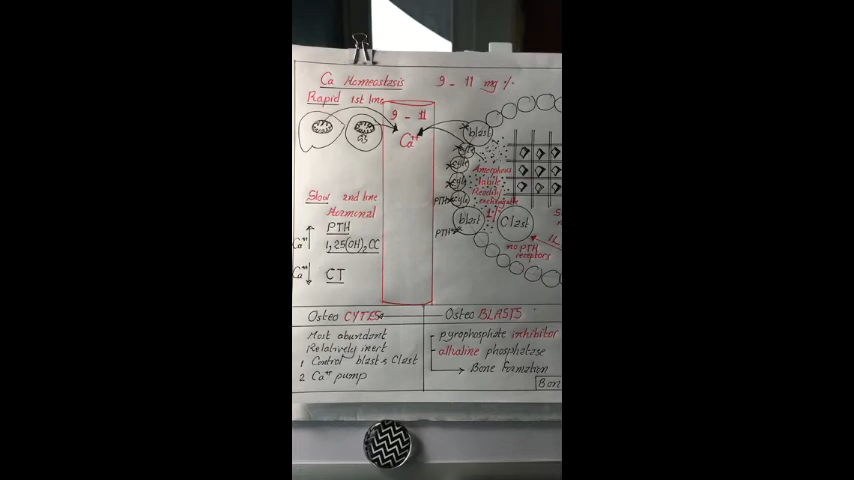 Ca Homeostasis 9 - 11 mg %
Rapid 1st line
9 - 11
Ca++
blast
cyte
cyte
cyte
PTH cyte
PTH blast
Amorphous
labile
Readily
exchangeable
Clast
no PTH
receptors
IL
Slow 2nd line
Hormonal
PTH
Ca++ 1,25(OH)2CC
Ca++ CT
Osteo CYTES
Most abundant
Relatively inert
1 Control blast & Clast
2 Ca++ pump
Osteo BLASTS
pyrophosphate inhibitor
alkaline phosphatase
Bone Formation
Bon